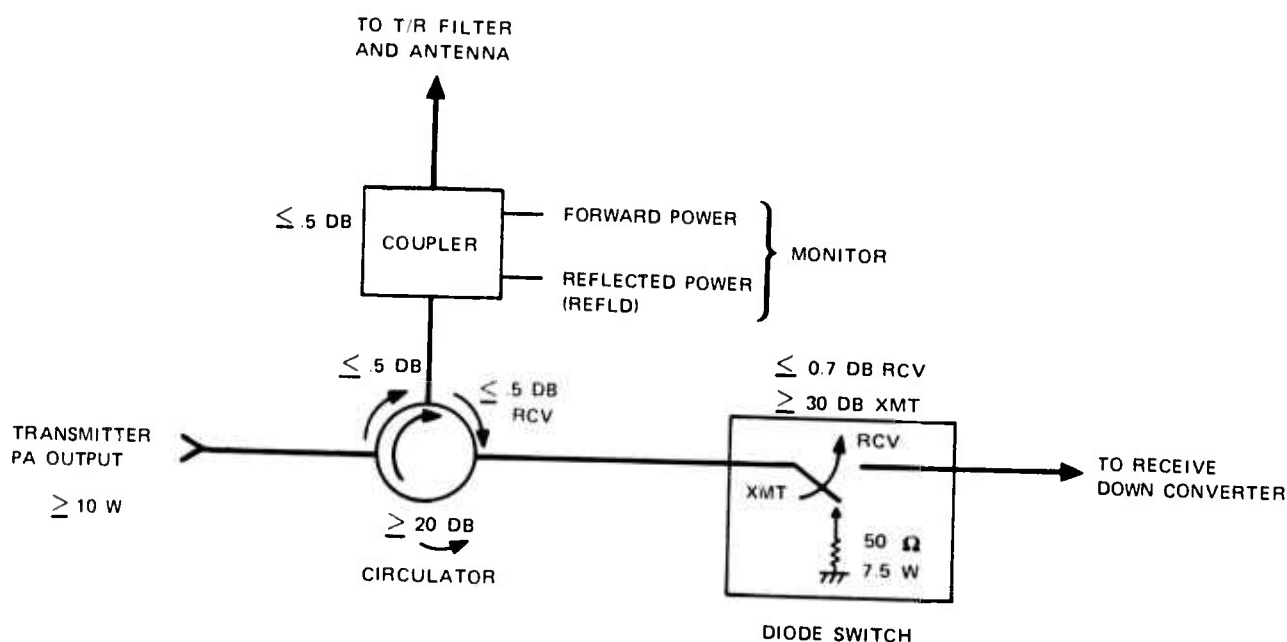 TO T/R FILTER
AND ANTENNA
≤ .5 DB
COUPLER
FORWARD POWER
REFLECTED POWER
(REFLD)
MONITOR
≤ .5 DB
≤ .5 DB
RCV
≤ 0.7 DB RCV
≥ 30 DB XMT
TRANSMITTER
PA OUTPUT
≥ 10 W
≥ 20 DB
CIRCULATOR
RCV
XMT
50 Ω
7.5 W
TO RECEIVE
DOWN CONVERTER
DIODE SWITCH